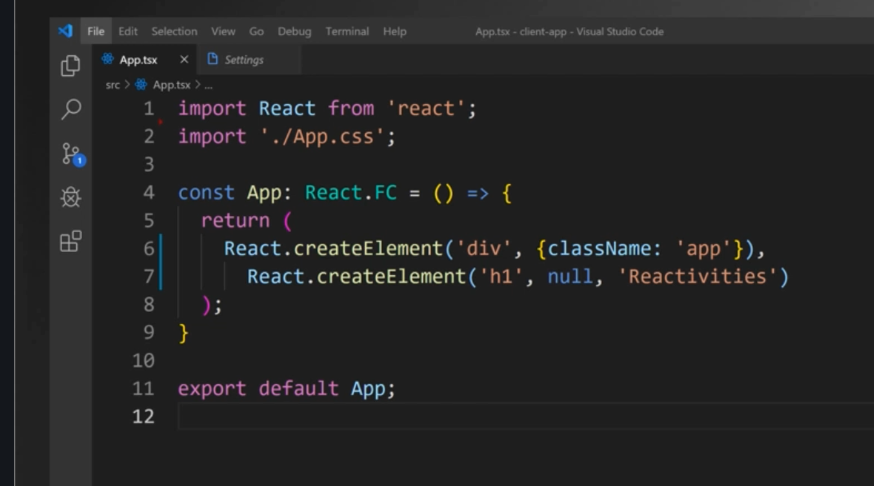 File Edit Selection View Go Debug Terminal Help App.tsx - client-app - Visual Studio Code
App.tsx × Settings
src > App.tsx > ...
1 import React from 'react';
2 import './App.css';
3
4 const App: React.FC = () => {
5 return (
6 React.createElement('div', {className: 'app'}),
7 React.createElement('h1', null, 'Reactivities')
8 );
9 }
10
11 export default App;
12
1